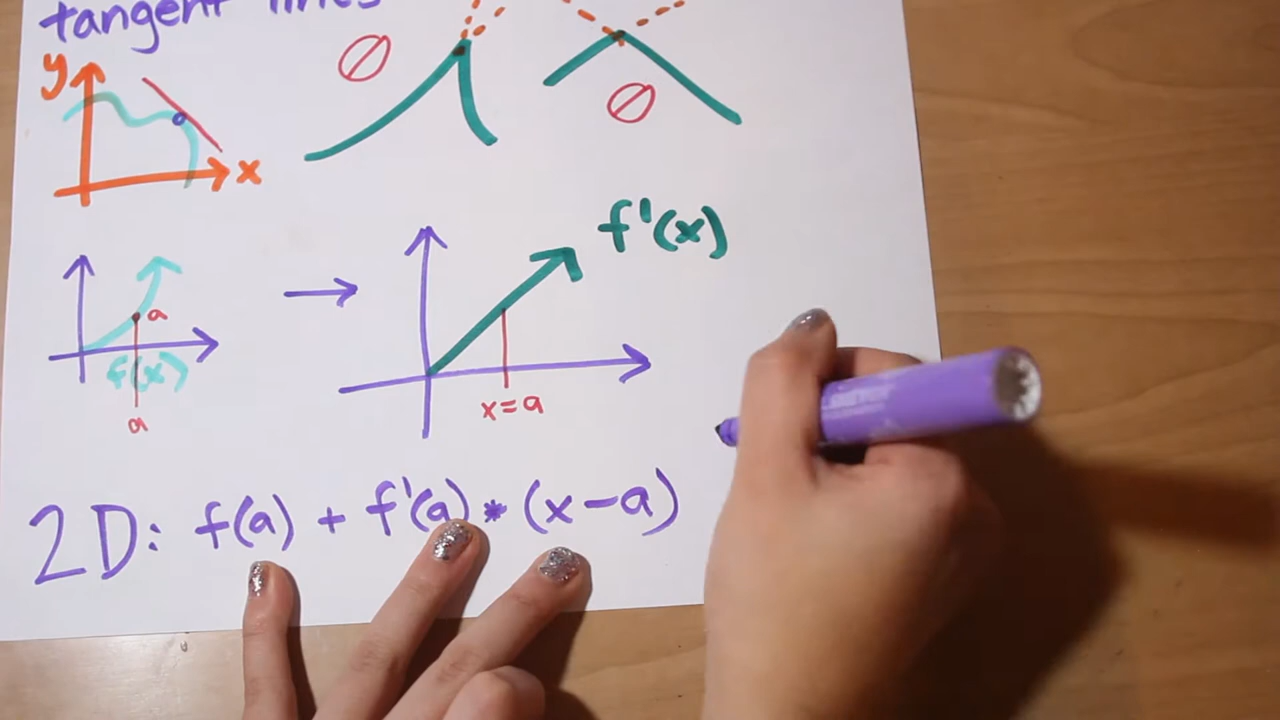 tangent lines
y
x
f'(x)
a
f(x)
a
x=a
2D: f(a) + f'(a) * (x-a)